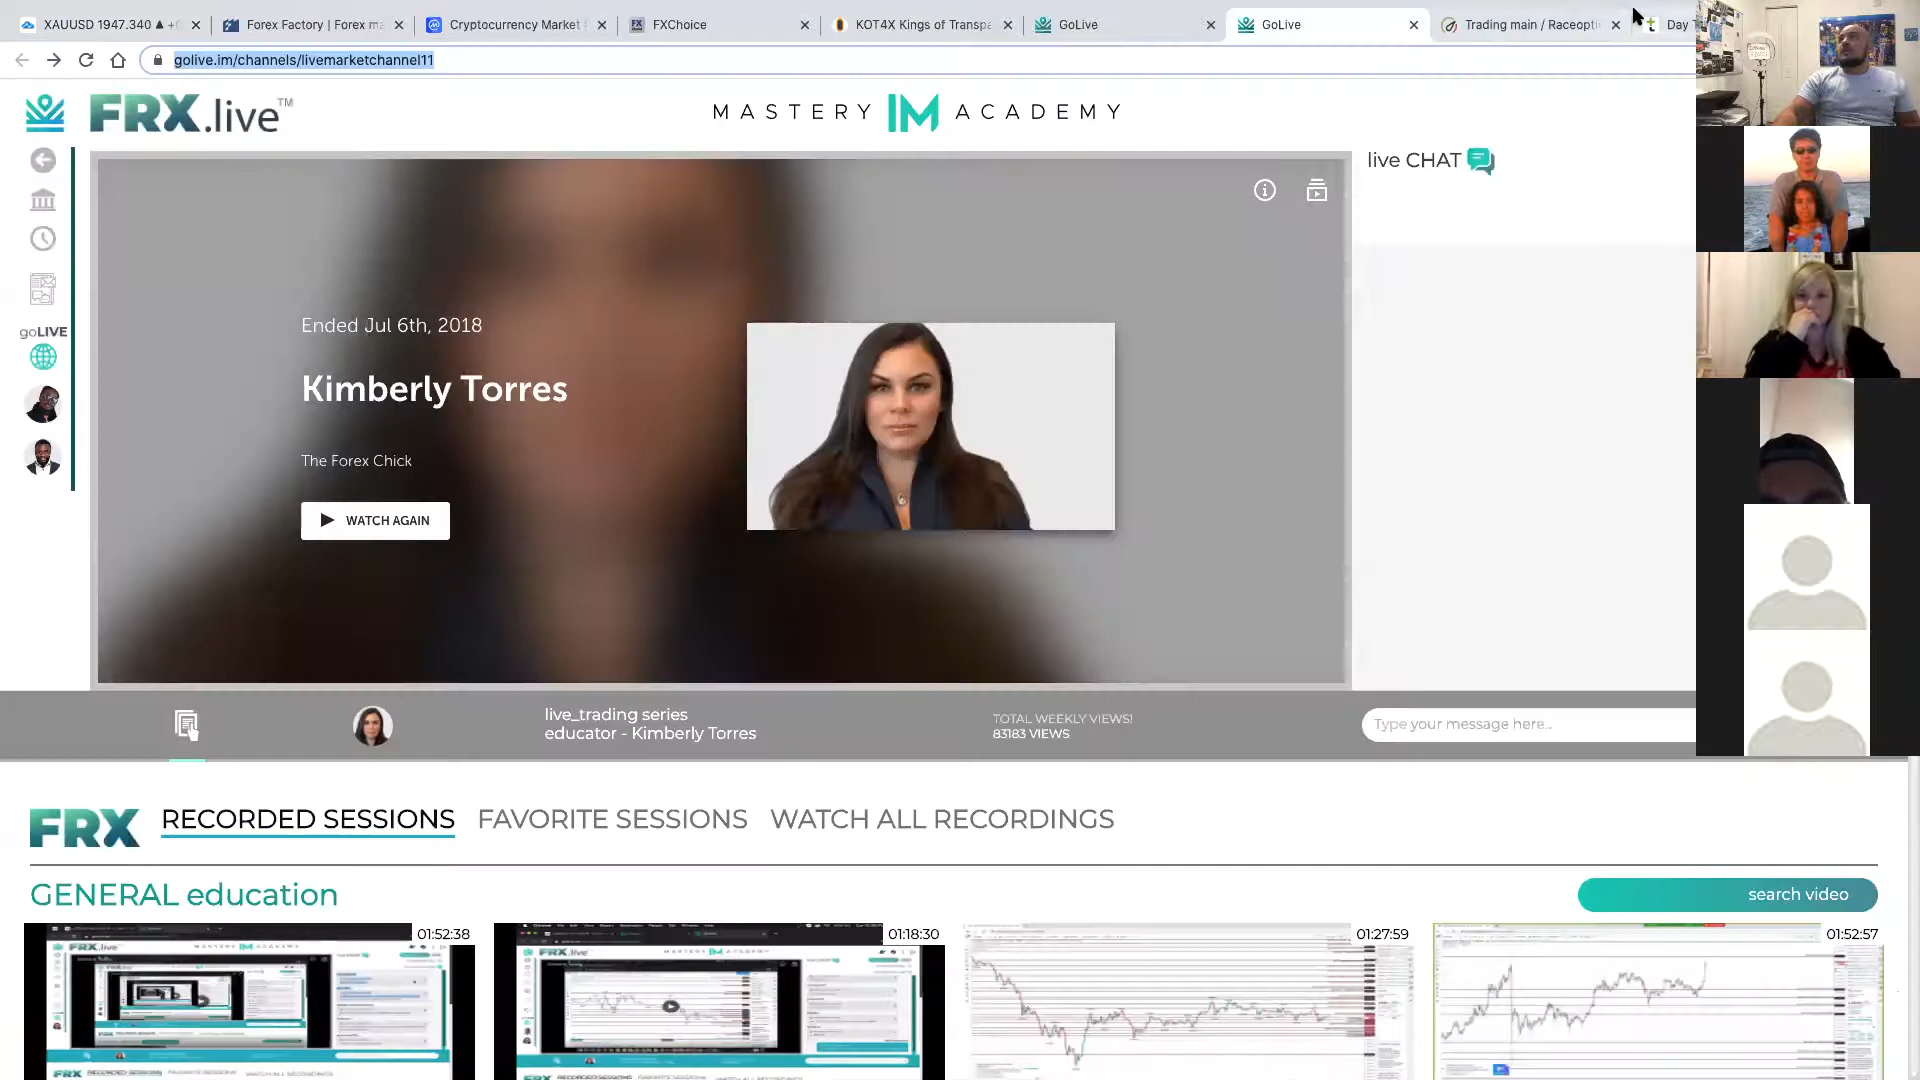 XAUUSD 1947.340 ▲
Forex Factory | Forex ma
Cryptocurrency Market
FXChoice
KOT4X Kings of Transpa
GoLive
GoLive
Trading main / Raceopti
Day T
golive.im/channels/livemarketchannel11
FRX.live™
MASTERY IM ACADEMY
live CHAT
goLIVE
Ended Jul 6th, 2018
Kimberly Torres
The Forex Chick
WATCH AGAIN
live_trading series
educator - Kimberly Torres
TOTAL WEEKLY VIEWS!
83183 VIEWS
Type your message here...
FRX
RECORDED SESSIONS
FAVORITE SESSIONS
WATCH ALL RECORDINGS
GENERAL education
search video
01:52:38
01:18:30
01:27:59
01:52:57